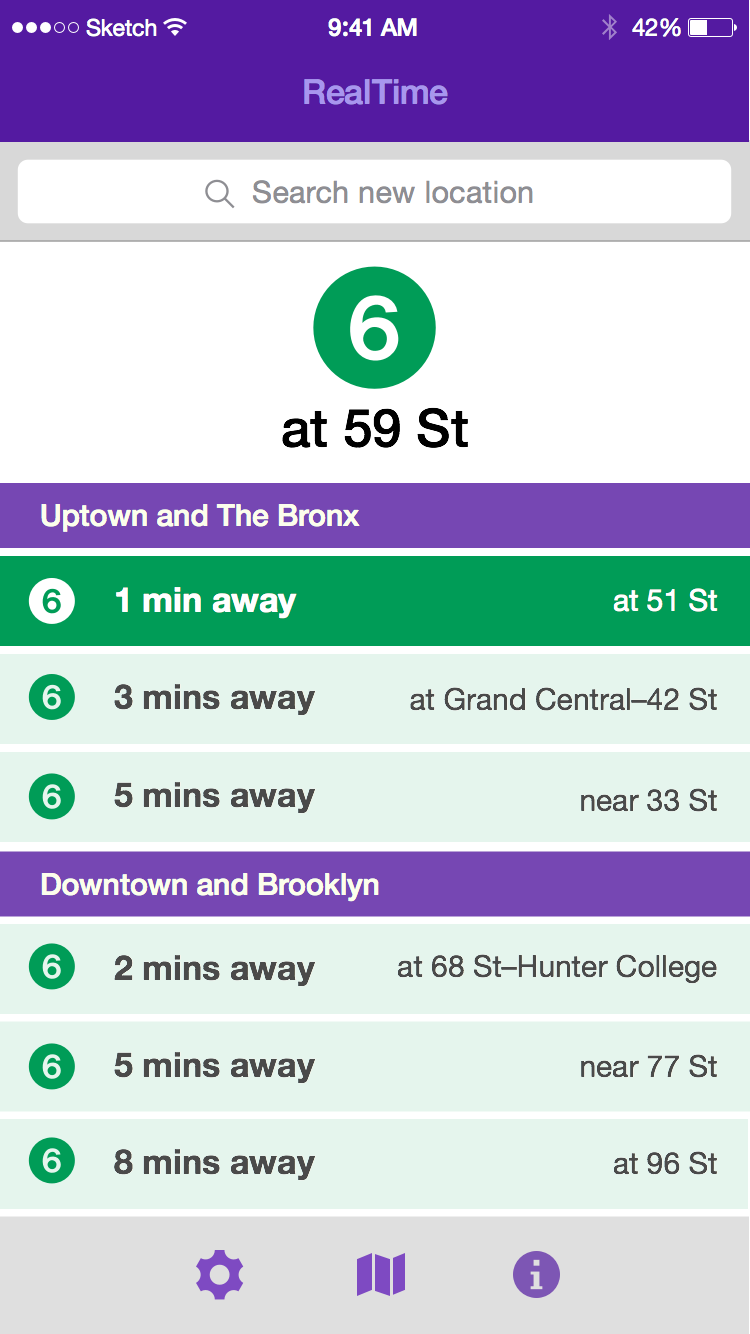 Sketch 9:41 AM 42%
RealTime
Search new location
6
at 59 St
Uptown and The Bronx
6 1 min away at 51 St
6 3 mins away at Grand Central–42 St
6 5 mins away near 33 St
Downtown and Brooklyn
6 2 mins away at 68 St–Hunter College
6 5 mins away near 77 St
6 8 mins away at 96 St